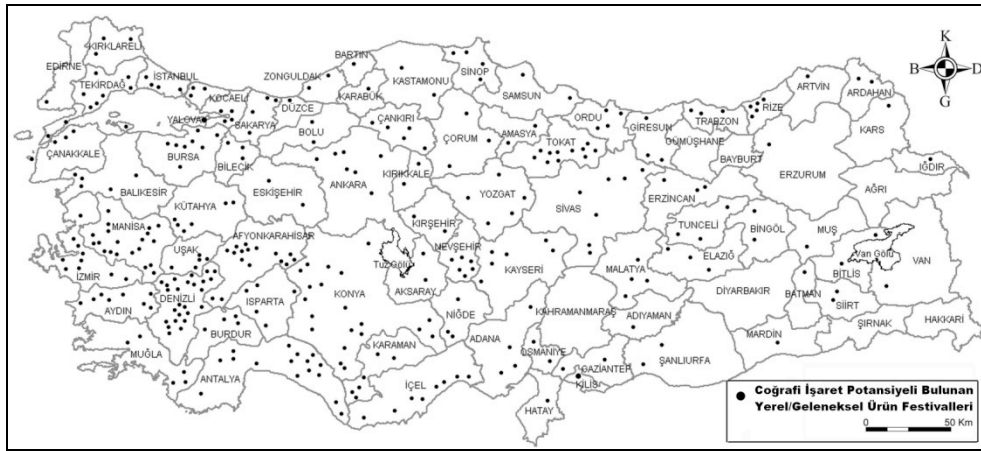 K
B D
G
KIRKLARELİ
EDİRNE
TEKİRDAĞ
İSTANBUL
KOCAELİ
YALOVA
SAKARYA
DÜZCE
ZONGULDAK
BARTIN
KARABÜK
KASTAMONU
SİNOP
SAMSUN
ORDU
GİRESUN
TRABZON
RİZE
ARTVİN
ARDAHAN
KARS
IĞDIR
AĞRI
ÇANAKKALE
BALIKESİR
BURSA
BİLECİK
BOLU
ÇANKIRI
ÇORUM
AMASYA
TOKAT
GÜMÜŞHANE
BAYBURT
ERZURUM
ERZİNCAN
KÜTAHYA
ESKİŞEHİR
ANKARA
KIRIKKALE
YOZGAT
SİVAS
TUNCELİ
BİNGÖL
MUŞ
Van Gölü
VAN
MANİSA
UŞAK
AFYONKARAHİSAR
KIRŞEHİR
NEVŞEHİR
Tuz Gölü
AKSARAY
KAYSERİ
MALATYA
ELAZIĞ
BİTLİS
İZMİR
AYDIN
DENİZLİ
ISPARTA
KONYA
NİĞDE
KAHRAMANMARAŞ
ADIYAMAN
DİYARBAKIR
BATMAN
SİİRT
ŞIRNAK
HAKKARİ
MUĞLA
BURDUR
ANTALYA
KARAMAN
İÇEL
ADANA
OSMANİYE
GAZİANTEP
KİLİS
ŞANLIURFA
MARDİN
HATAY
Coğrafi İşaret Potansiyeli Bulunan
Yerel/Geleneksel Ürün Festivalleri
0 50 Km